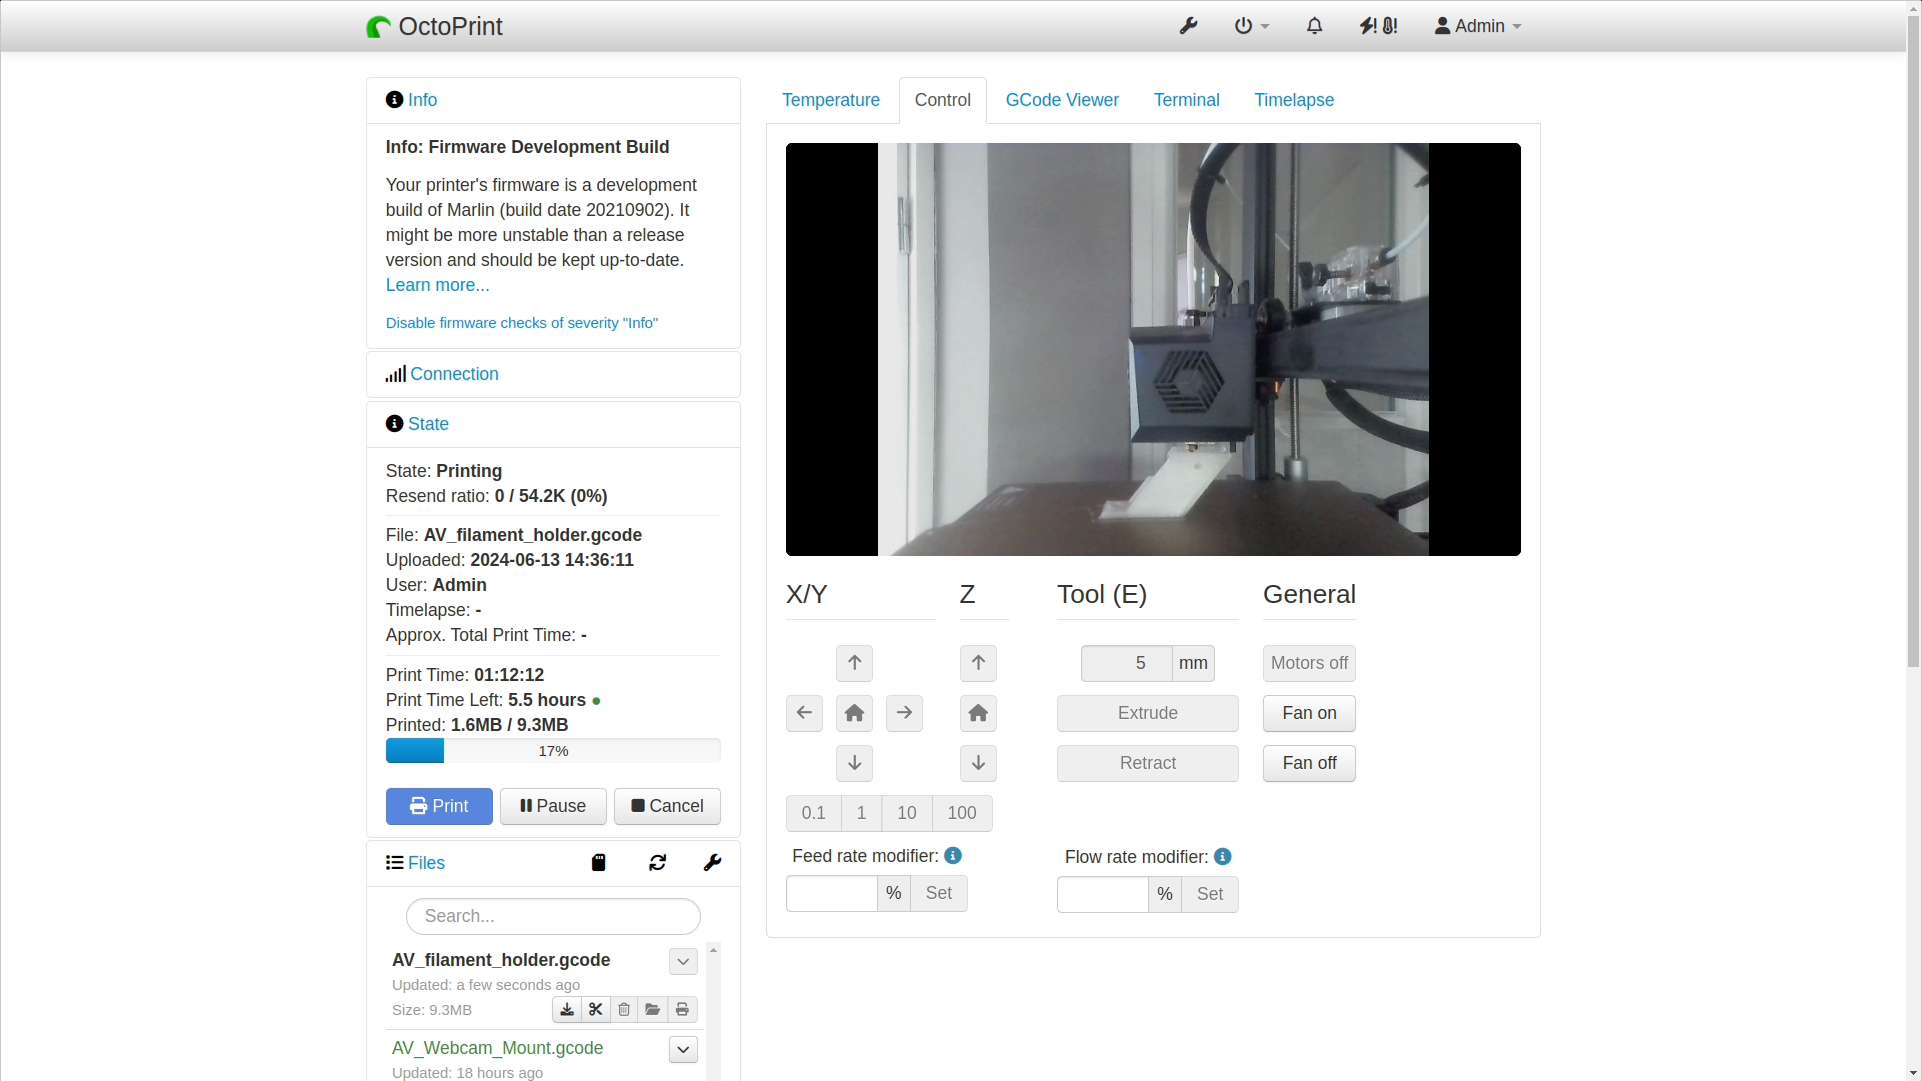 OctoPrint
Admin
Info
Info: Firmware Development Build
Your printer's firmware is a development
build of Marlin (build date 20210902). It
might be more unstable than a release
version and should be kept up-to-date.
Learn more...
Disable firmware checks of severity "Info"
Connection
State
State: Printing
Resend ratio: 0 / 54.2K (0%)
File: AV_filament_holder.gcode
Uploaded: 2024-06-13 14:36:11
User: Admin
Timelapse: -
Approx. Total Print Time: -
Print Time: 01:12:12
Print Time Left: 5.5 hours
Printed: 1.6MB / 9.3MB
17%
Print Pause Cancel
Files
Search...
AV_filament_holder.gcode
Updated: a few seconds ago
Size: 9.3MB
AV_Webcam_Mount.gcode
Updated: 18 hours ago
Temperature Control GCode Viewer Terminal Timelapse
X/Y Z Tool (E) General
5 mm Motors off
Extrude Fan on
Retract Fan off
0.1 1 10 100
Feed rate modifier: Flow rate modifier:
% Set % Set